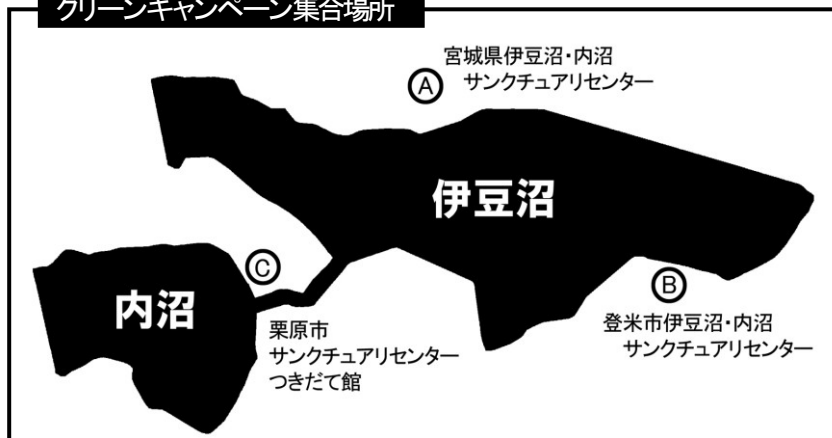 クリーンキャンペーン集合場所
宮城県伊豆沼・内沼
サンクチュアリセンター
Ⓐ
伊豆沼
内沼
Ⓒ
栗原市
サンクチュアリセンター
つきだて館
Ⓑ
登米市伊豆沼・内沼
サンクチュアリセンター